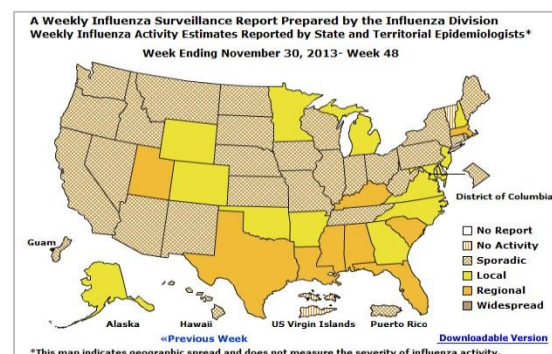 A Weekly Influenza Surveillance Report Prepared by the Influenza Division
Weekly Influenza Activity Estimates Reported by State and Territorial Epidemiologists*
Week Ending November 30, 2013- Week 48
District of Columbia
No Report
No Activity
Sporadic
Local
Regional
Widespread
Guam
Alaska
Hawaii
US Virgin Islands
Puerto Rico
«Previous Week
Downloadable Version
*This map indicates geographic spread and does not measure the severity of influenza activity.